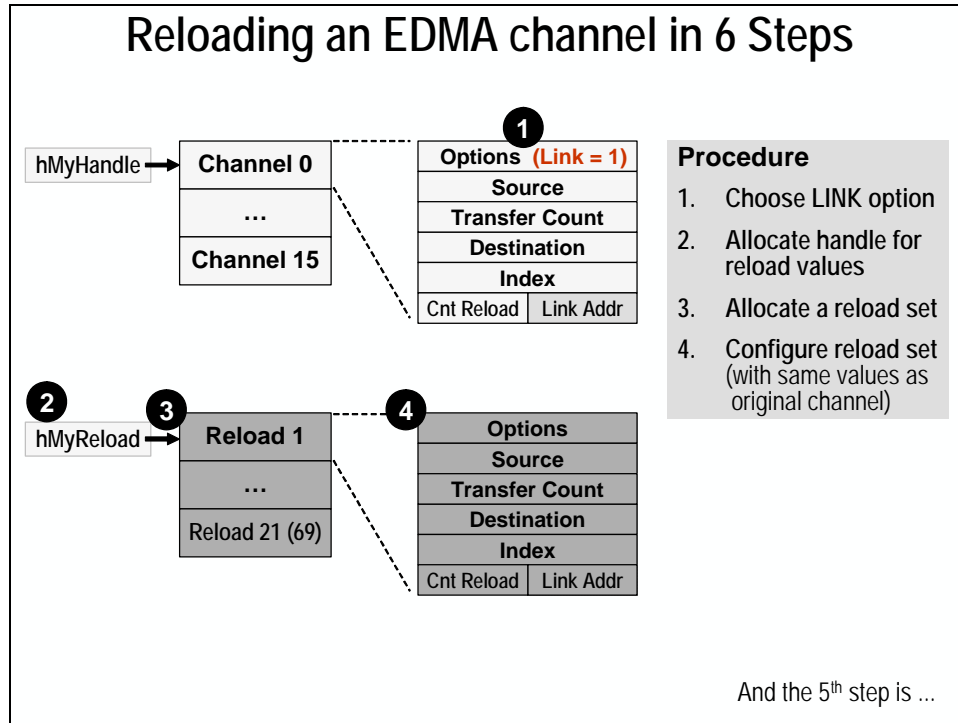 Reloading an EDMA channel in 6 Steps
hMyHandle
Channel 0
...
Channel 15
1
Options (Link = 1)
Source
Transfer Count
Destination
Index
Cnt Reload
Link Addr
Procedure
1. Choose LINK option
2. Allocate handle for
reload values
3. Allocate a reload set
4. Configure reload set
(with same values as
original channel)
2
hMyReload
3
Reload 1
...
Reload 21 (69)
4
Options
Source
Transfer Count
Destination
Index
Cnt Reload
Link Addr
And the 5th step is ...